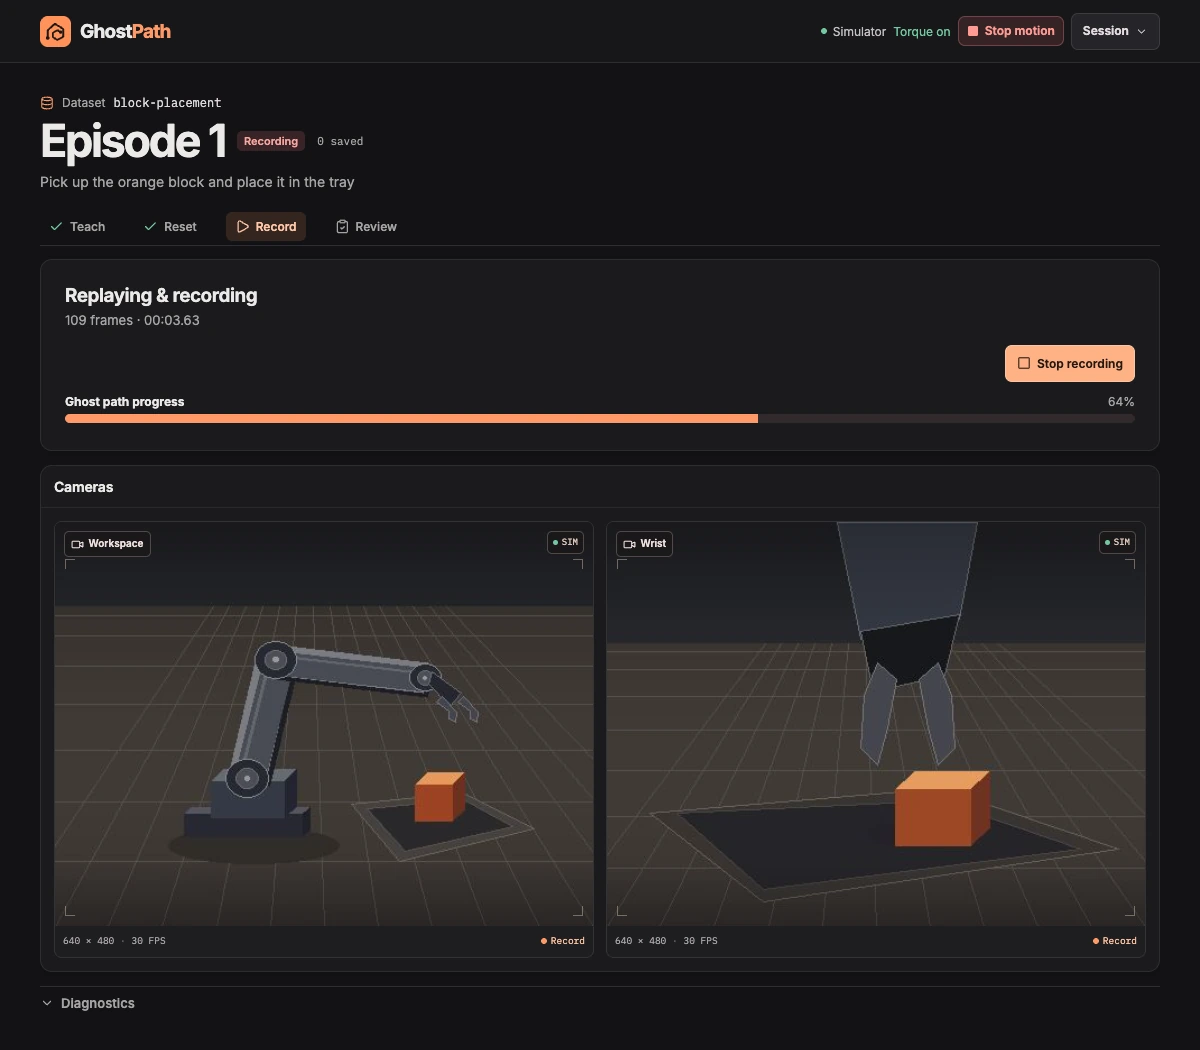 GhostPath
Simulator Torque on Stop motion Session
Dataset block-placement
Episode 1 Recording 0 saved
Pick up the orange block and place it in the tray
Teach Reset Record Review
Replaying & recording
109 frames · 00:03.63
Stop recording
Ghost path progress 64%
Cameras
Workspace SIM Wrist SIM
640 × 480 · 30 FPS Record 640 × 480 · 30 FPS Record
Diagnostics